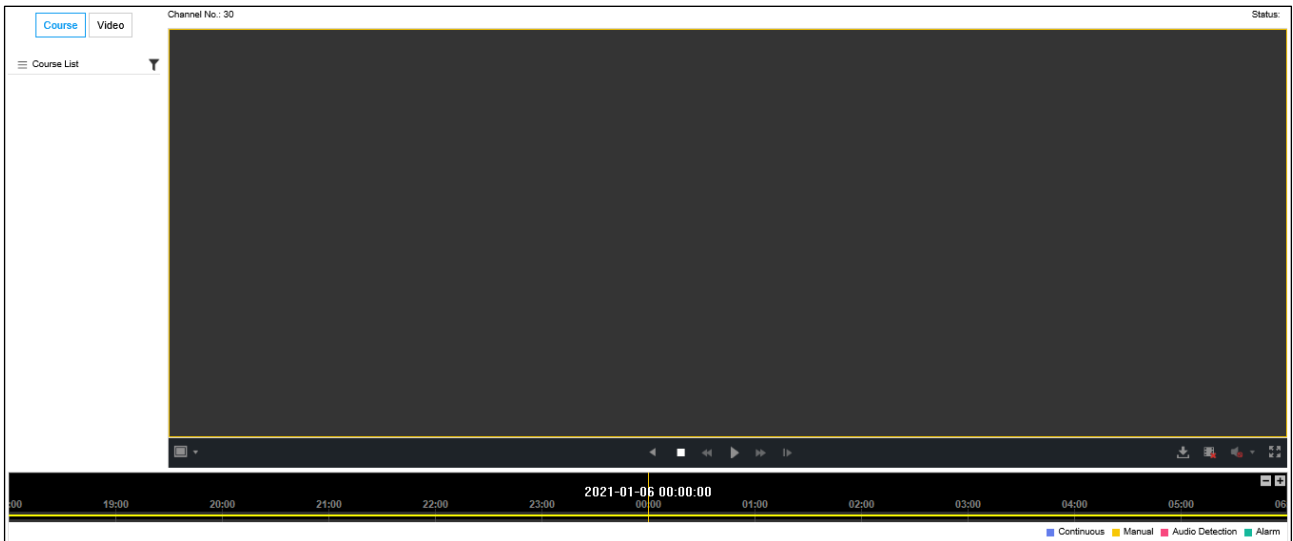 Course Video
Channel No.: 30
Status:
Course List
2021-01-06 00:00:00
:00 19:00 20:00 21:00 22:00 23:00 00:00 01:00 02:00 03:00 04:00 05:00 06
Continuous Manual Audio Detection Alarm